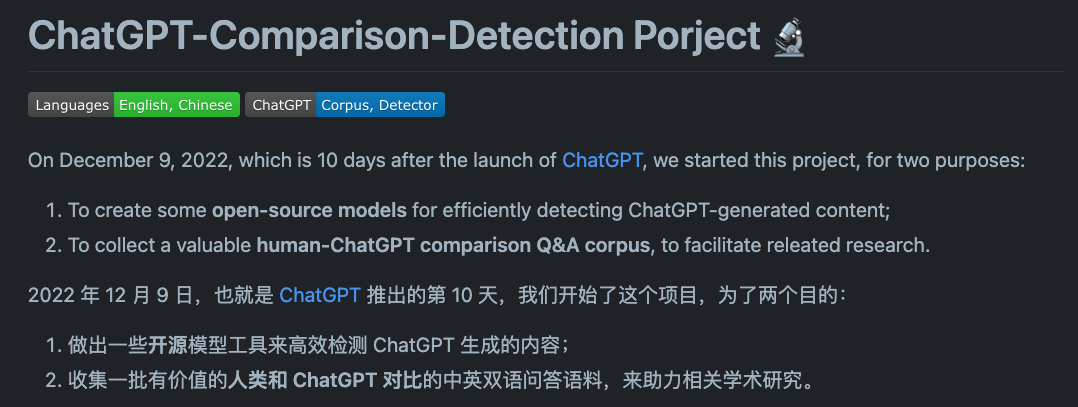 ChatGPT-Comparison-Detection Porject 🔬
Languages English, Chinese ChatGPT Corpus, Detector
On December 9, 2022, which is 10 days after the launch of ChatGPT, we started this project, for two purposes:
1. To create some open-source models for efficiently detecting ChatGPT-generated content;
2. To collect a valuable human-ChatGPT comparison Q&A corpus, to facilitate releated research.
2022 年 12 月 9 日，也就是 ChatGPT 推出的第 10 天，我们开始了这个项目，为了两个目的：
1. 做出一些开源模型工具来高效检测 ChatGPT 生成的内容；
2. 收集一批有价值的人类和 ChatGPT 对比的中英双语问答语料，来助力相关学术研究。